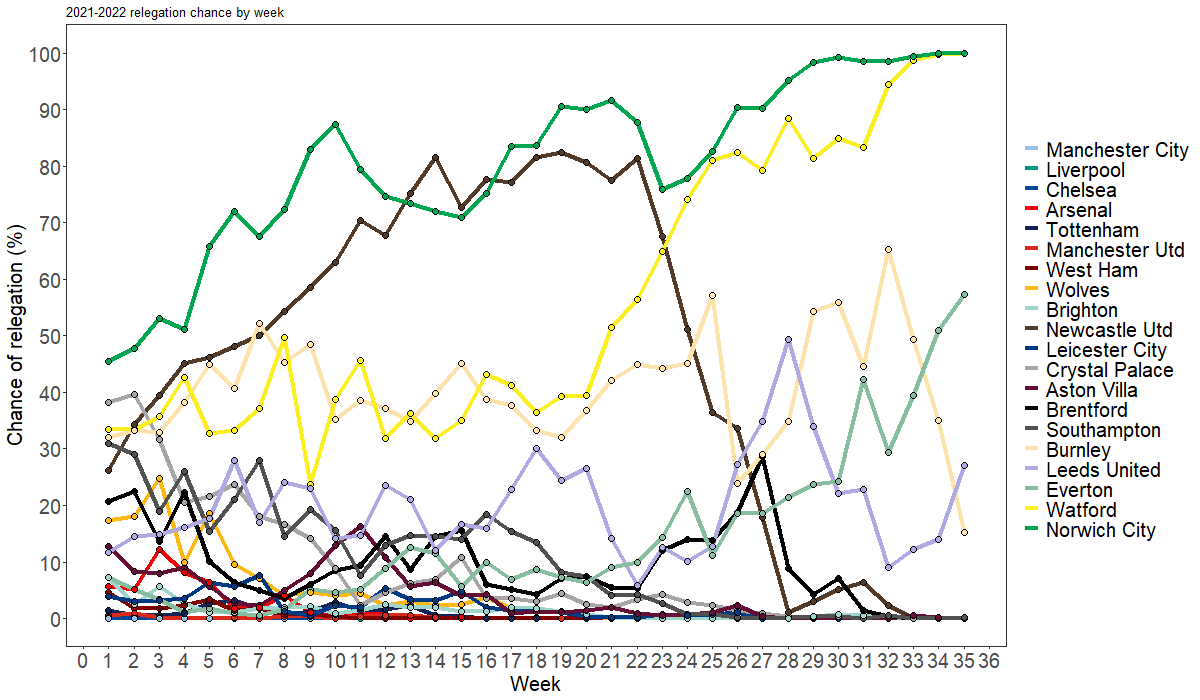 2021-2022 relegation chance by week
Chance of relegation (%)
100
90
80
70
60
50
40
30
20
10
0
0 1 2 3 4 5 6 7 8 9 10 11 12 13 14 15 16 17 18 19 20 21 22 23 24 25 26 27 28 29 30 31 32 33 34 35 36
Week
Manchester City
Liverpool
Chelsea
Arsenal
Tottenham
Manchester Utd
West Ham
Wolves
Brighton
Newcastle Utd
Leicester City
Crystal Palace
Aston Villa
Brentford
Southampton
Burnley
Leeds United
Everton
Watford
Norwich City